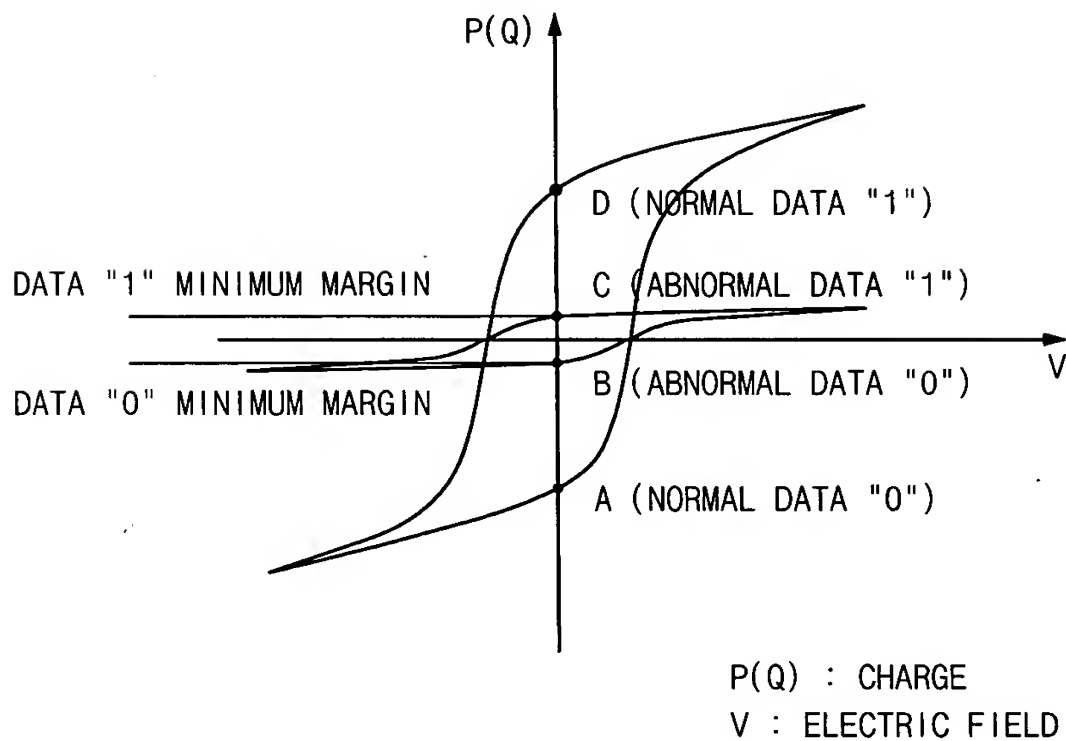 P(Q)
D (NORMAL DATA "1")
DATA "1" MINIMUM MARGIN
C (ABNORMAL DATA "1")
V
B (ABNORMAL DATA "0")
DATA "0" MINIMUM MARGIN
A (NORMAL DATA "0")
P(Q) : CHARGE
V : ELECTRIC FIELD